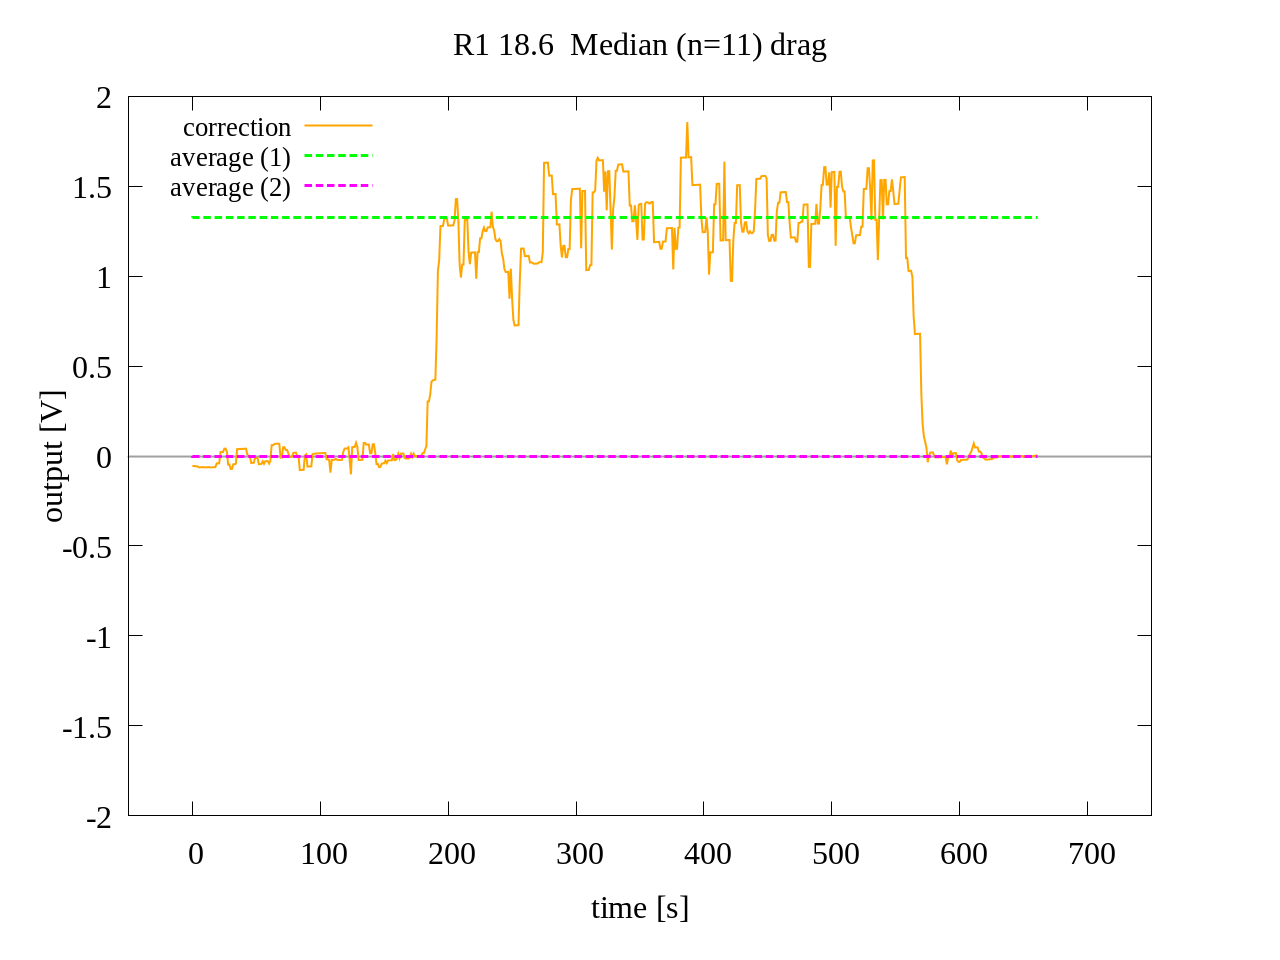 R1 18.6  Median (n=11) drag
correction
average (1)
average (2)
2
1.5
1
0.5
0
-0.5
-1
-1.5
-2
output [V]
0 100 200 300 400 500 600 700
time [s]